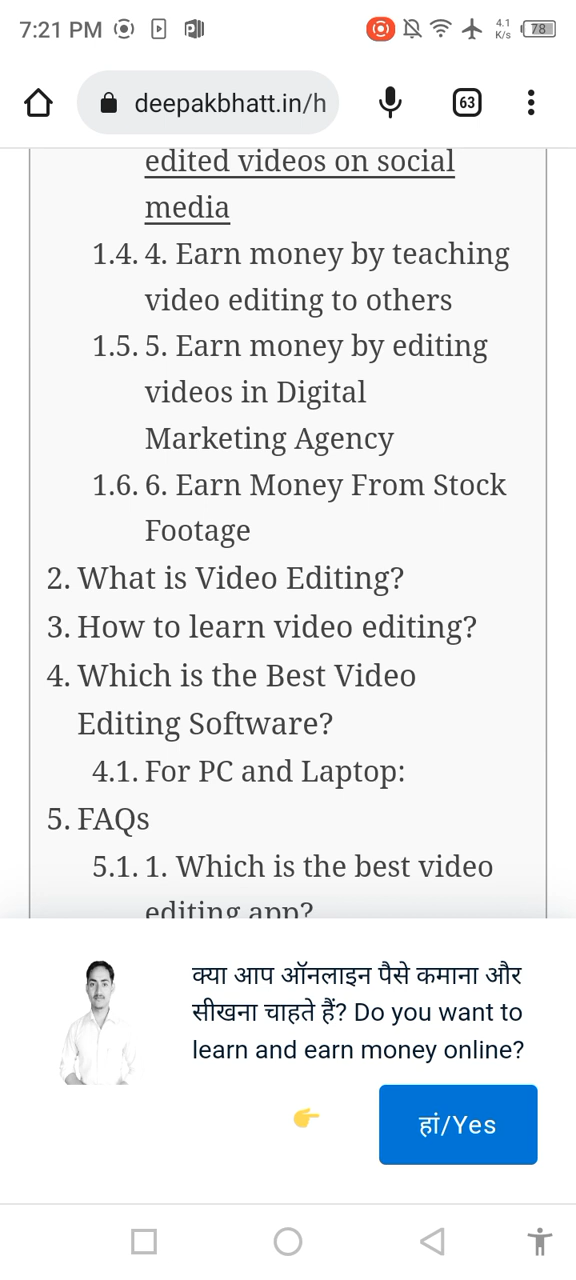 7:21 PM
4.1
K/s
78
deepakbhatt.in/h
63
edited videos on social
media
1.4. 4. Earn money by teaching
video editing to others
1.5. 5. Earn money by editing
videos in Digital
Marketing Agency
1.6. 6. Earn Money From Stock
Footage
2. What is Video Editing?
3. How to learn video editing?
4. Which is the Best Video
Editing Software?
4.1. For PC and Laptop:
5. FAQs
5.1. 1. Which is the best video
editing app?
क्या आप ऑनलाइन पैसे कमाना और
सीखना चाहते हैं? Do you want to
learn and earn money online?
हां/Yes